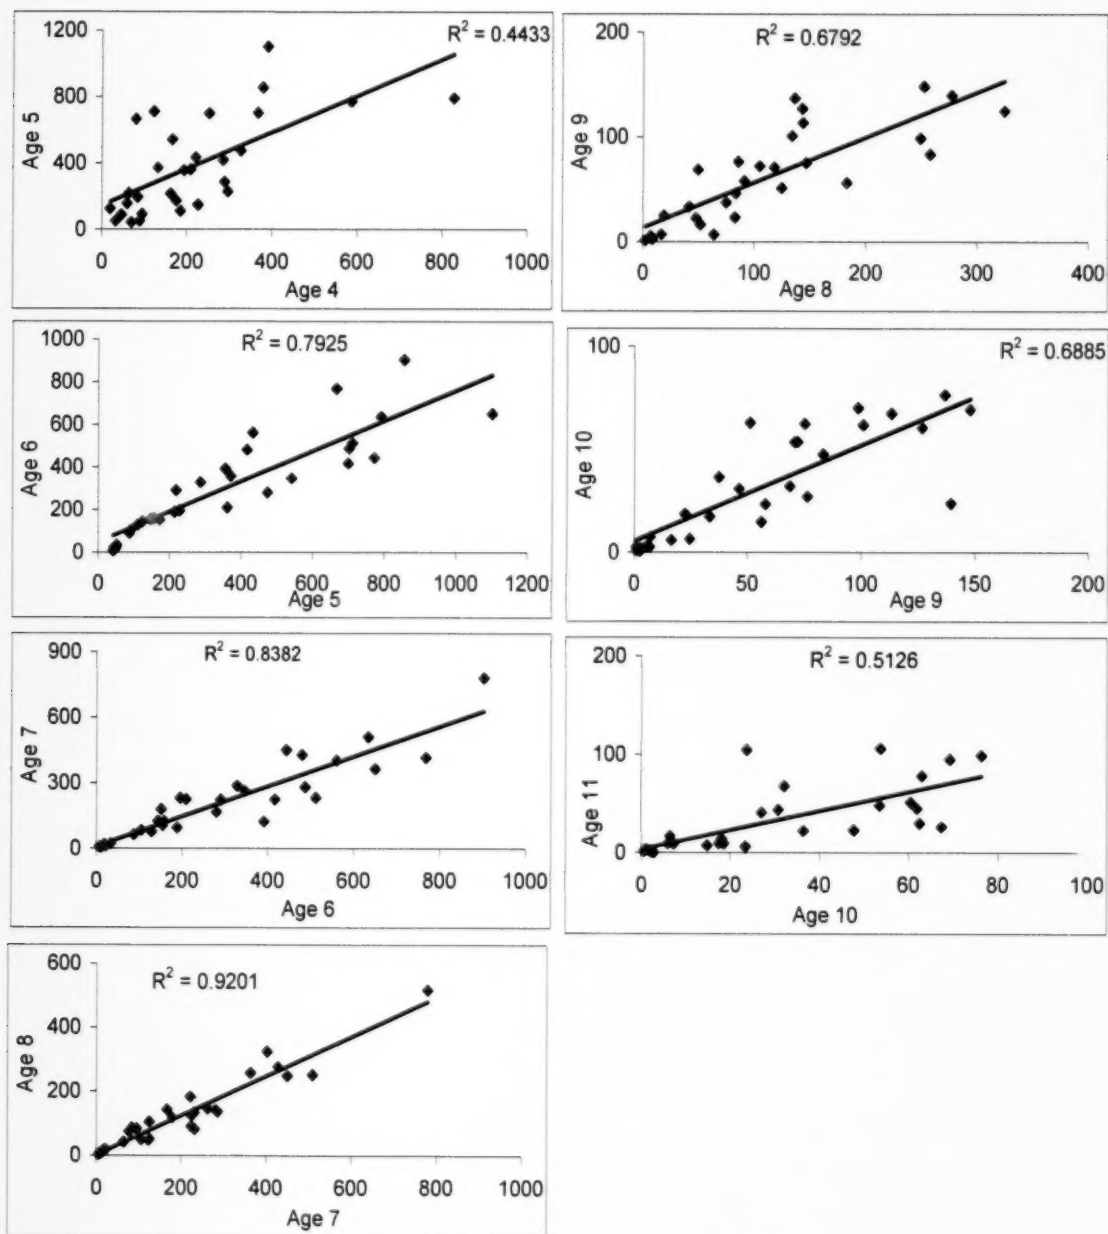 R² = 0.4433
1200
800
400
0
Age 5
0 200 400 600 800 1000
Age 4
R² = 0.6792
200
100
0
Age 9
0 100 200 300 400
Age 8
R² = 0.7925
1000
800
600
400
200
0
Age 6
0 200 400 600 800 1000 1200
Age 5
R² = 0.6885
100
0
Age 10
0 50 100 150 200
Age 9
R² = 0.8382
900
600
300
0
Age 7
0 200 400 600 800 1000
Age 6
R² = 0.5126
200
100
0
Age 11
0 20 40 60 80 100
Age 10
R² = 0.9201
600
400
200
0
Age 8
0 200 400 600 800 1000
Age 7